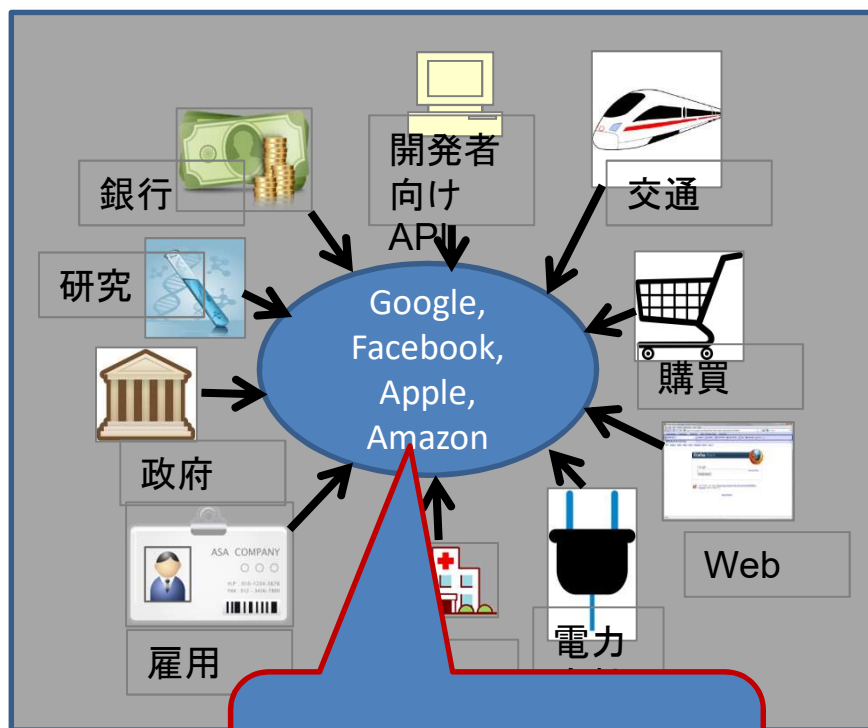 開発者
向け
API
銀行
交通
研究
Google,
Facebook,
Apple,
Amazon
購買
政府
ASA COMPANY
Web
雇用
電力